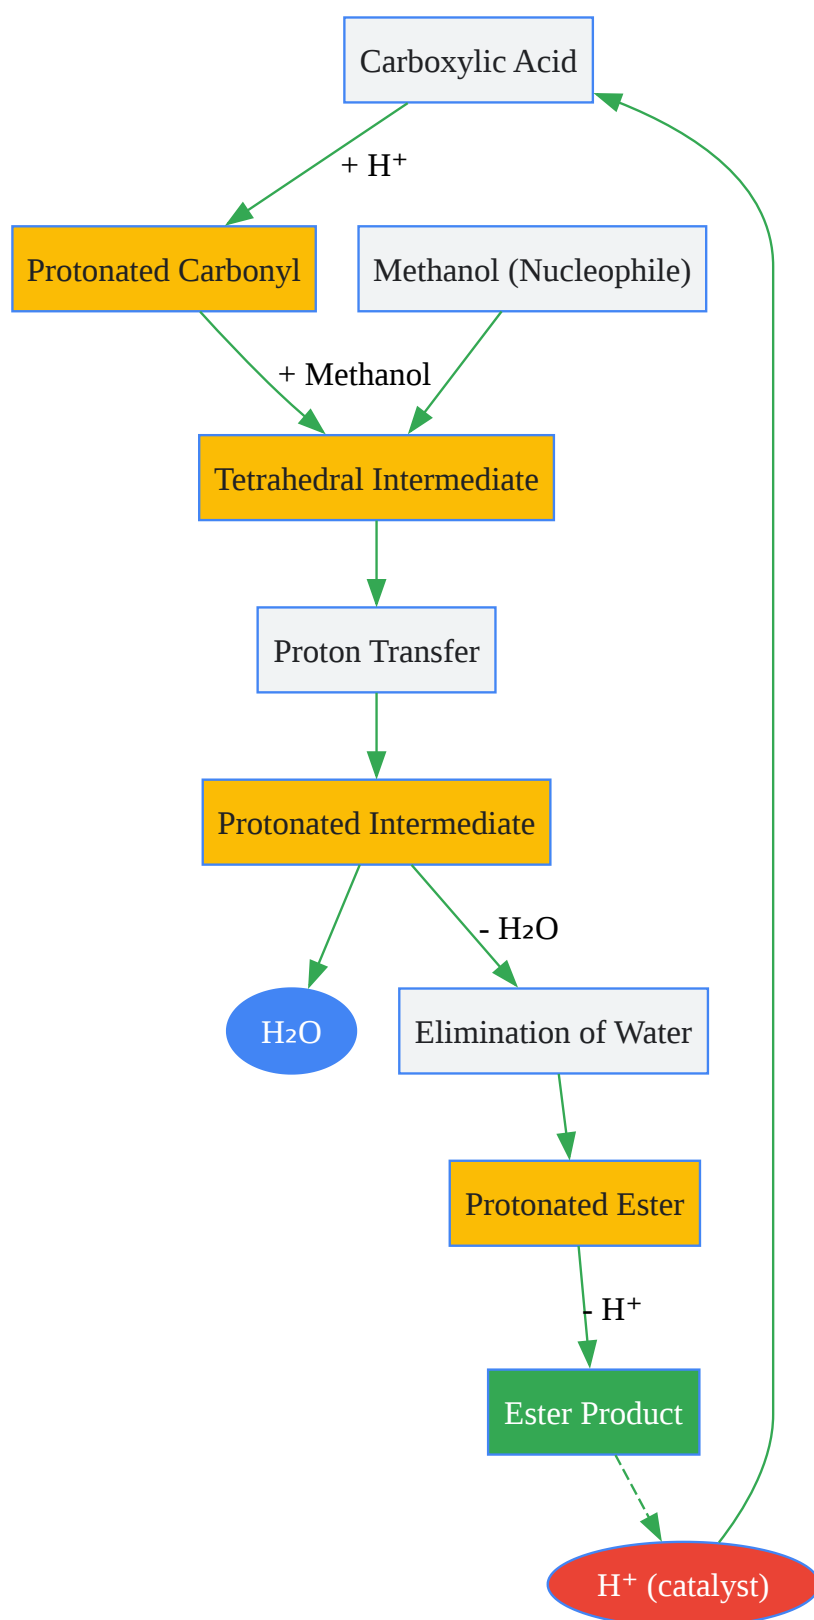 Carboxylic Acid
+ H⁺
Protonated Carbonyl
Methanol (Nucleophile)
+ Methanol
Tetrahedral Intermediate
Proton Transfer
Protonated Intermediate
- H₂O
H₂O
Elimination of Water
Protonated Ester
- H⁺
Ester Product
H⁺ (catalyst)